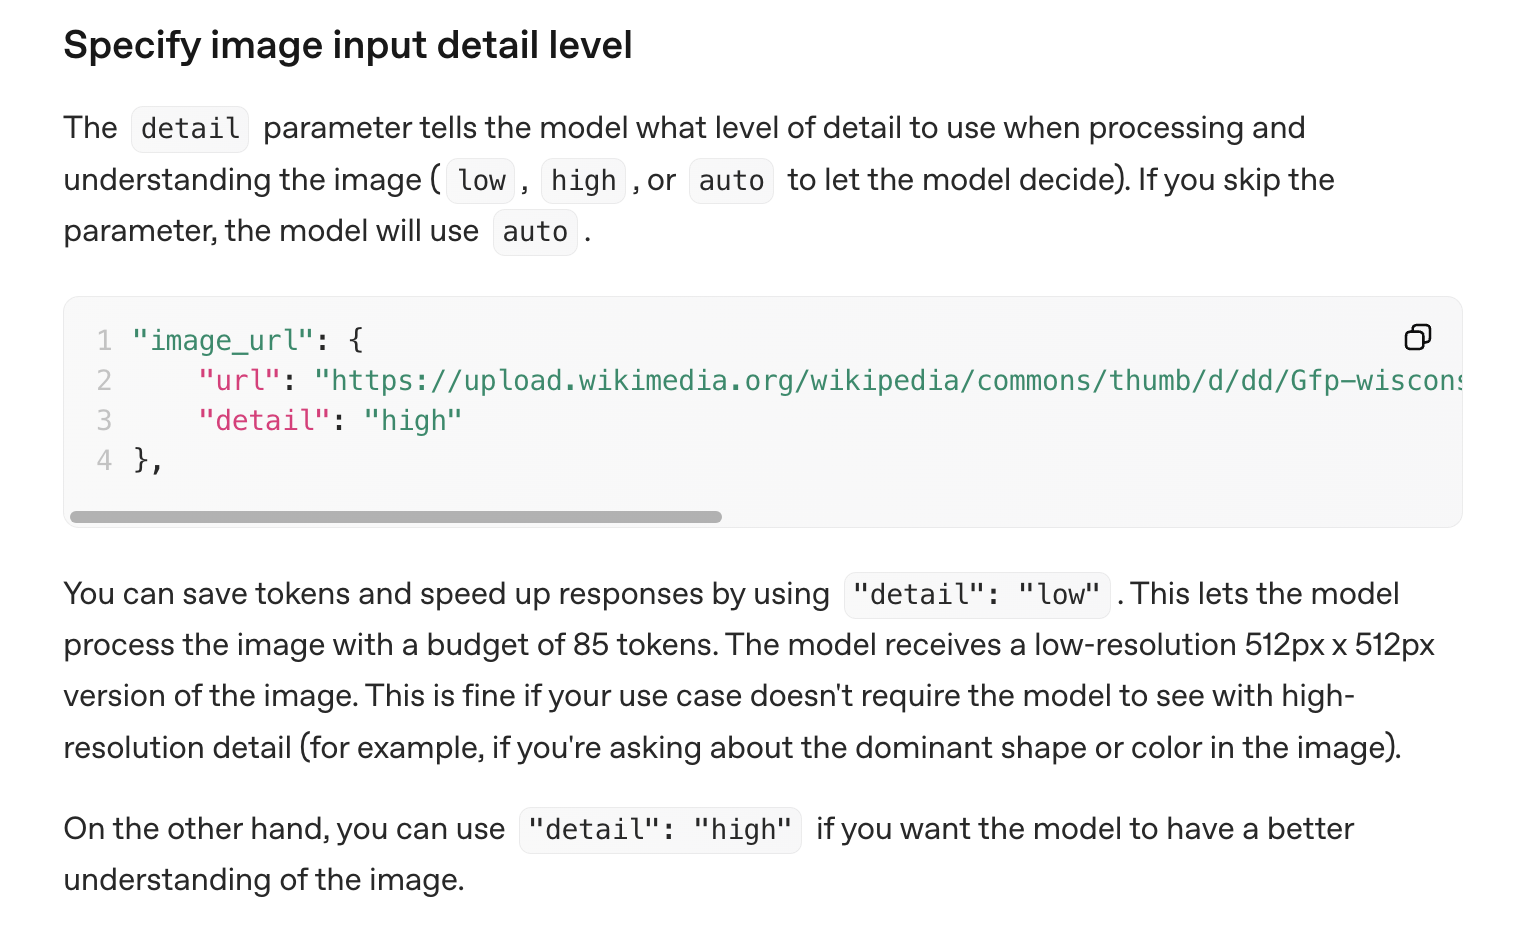 Specify image input detail level
The detail parameter tells the model what level of detail to use when processing and
understanding the image ( low , high , or auto to let the model decide). If you skip the
parameter, the model will use auto .
1 "image_url": {
2     "url": "https://upload.wikimedia.org/wikipedia/commons/thumb/d/dd/Gfp-wiscons
3     "detail": "high"
4 },
You can save tokens and speed up responses by using "detail": "low" . This lets the model
process the image with a budget of 85 tokens. The model receives a low-resolution 512px x 512px
version of the image. This is fine if your use case doesn't require the model to see with high-
resolution detail (for example, if you're asking about the dominant shape or color in the image).
On the other hand, you can use "detail": "high" if you want the model to have a better
understanding of the image.